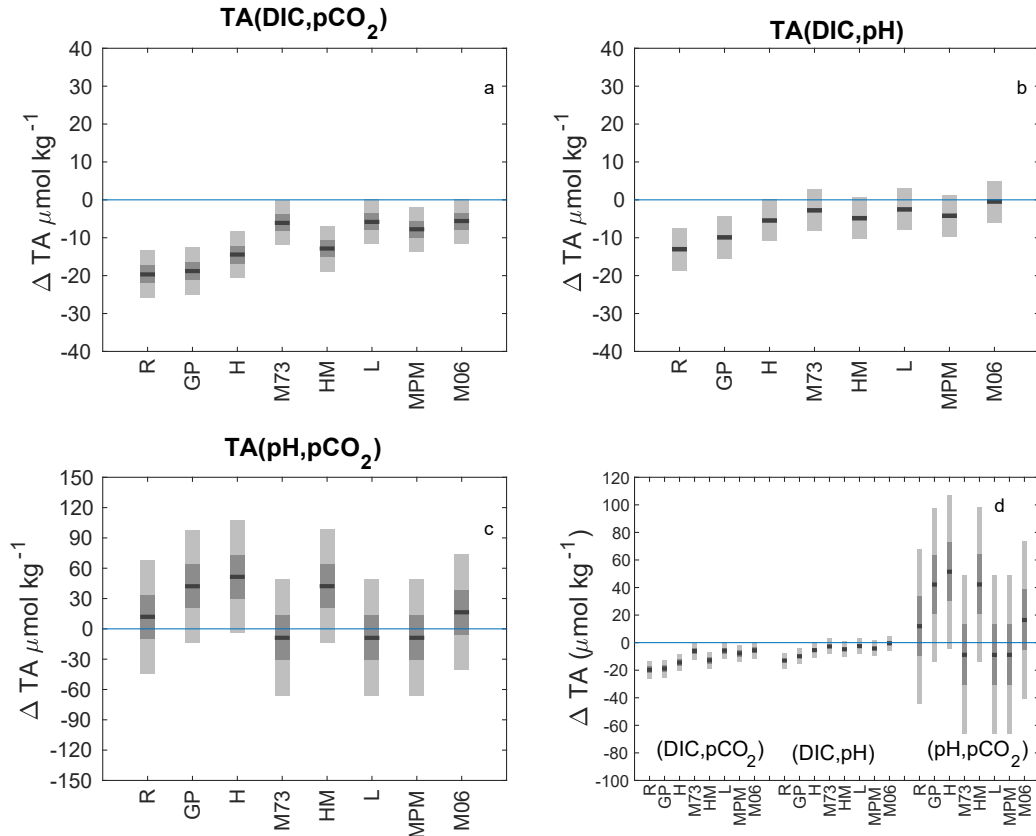 TA(DIC,pCO2)
40
30
20
10
0
-10
-20
-30
-40
Δ TA μmol kg-1
a
R GP H M73 HM L MPM M06
TA(DIC,pH)
40
30
20
10
0
-10
-20
-30
-40
Δ TA μmol kg-1
b
R GP H M73 HM L MPM M06
TA(pH,pCO2)
150
120
90
60
30
0
-30
-60
-90
-120
-150
Δ TA μmol kg-1
c
R GP H M73 HM L MPM M06
120
100
80
60
40
20
0
-20
-40
-60
-80
-100
Δ TA (μmol kg-1)
d
(DIC,pCO2) (DIC,pH) (pH,pCO2)
R GP H M73 HM L MPM M06 R GP H M73 HM L MPM M06 R GP H M73 HM L MPM M06